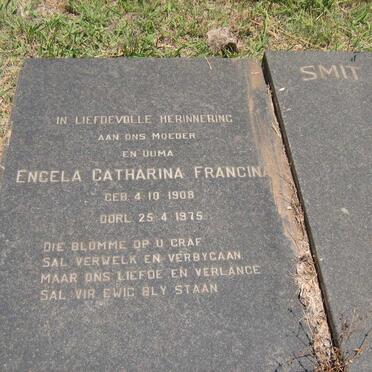 SMIT
IN LIEFDEVOLLE HERINNERING
AAN ONS MOEDER
EN OUMA
ENGELA CATHARINA FRANCINA
GEB. 4-10-1908
OORL. 25-4-1975
DIE BLOMME OP U GRAF
SAL VERWELK EN VERBYGAAN
MAAR ONS LIEFDE EN VERLANGE
SAL VIR EWIG BLY STAAN